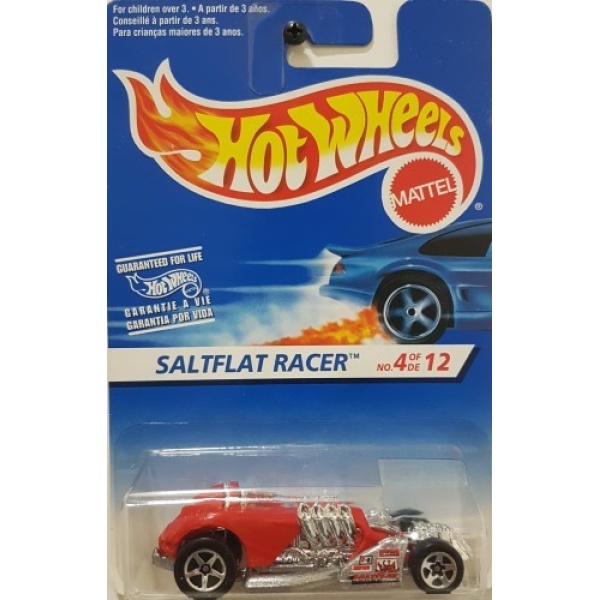 For children over 3. • A partir de 3 años.
Conseillé à partir de 3 ans.
Para crianças maiores de 3 anos.
HOT WHEELS
MATTEL
®
GUARANTEED FOR LIFE
Hot Wheels
GARANTIE A VIE
GARANTIA POR VIDA
SALTFLAT RACER™ NO. 4 OF DE 12